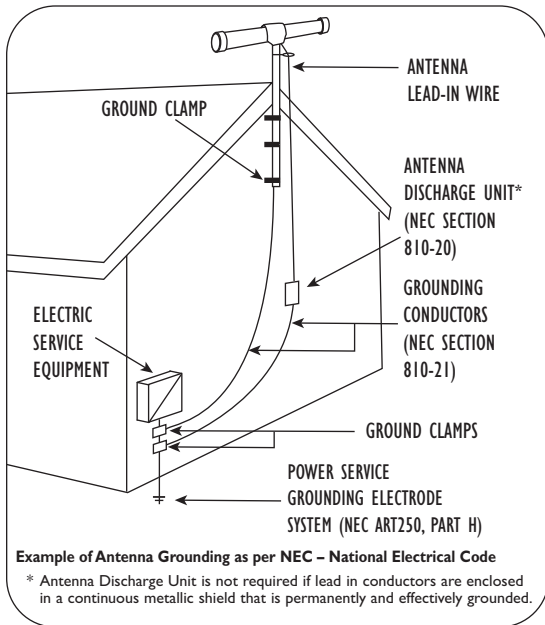 ANTENNA
LEAD-IN WIRE
GROUND CLAMP
ANTENNA
DISCHARGE UNIT*
(NEC SECTION
810-20)
ELECTRIC
SERVICE
EQUIPMENT
GROUNDING
CONDUCTORS
(NEC SECTION
810-21)
GROUND CLAMPS
POWER SERVICE
GROUNDING ELECTRODE
SYSTEM (NEC ART250, PART H)
Example of Antenna Grounding as per NEC – National Electrical Code
* Antenna Discharge Unit is not required if lead in conductors are enclosed
in a continuous metallic shield that is permanently and effectively grounded.